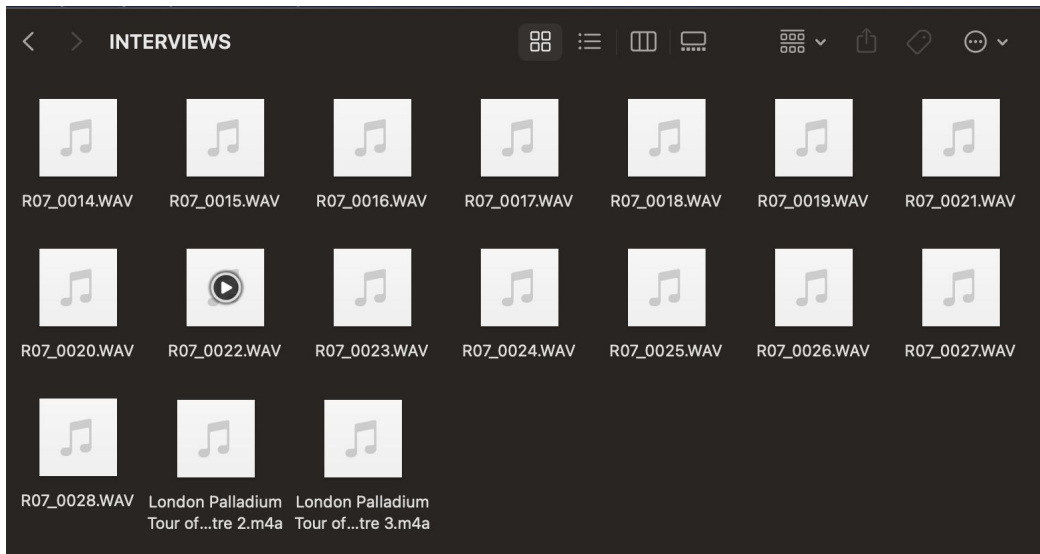 INTERVIEWS
R07_0014.WAV
R07_0015.WAV
R07_0016.WAV
R07_0017.WAV
R07_0018.WAV
R07_0019.WAV
R07_0021.WAV
R07_0020.WAV
R07_0022.WAV
R07_0023.WAV
R07_0024.WAV
R07_0025.WAV
R07_0026.WAV
R07_0027.WAV
R07_0028.WAV
London Palladium
Tour of...tre 2.m4a
London Palladium
Tour of...tre 3.m4a